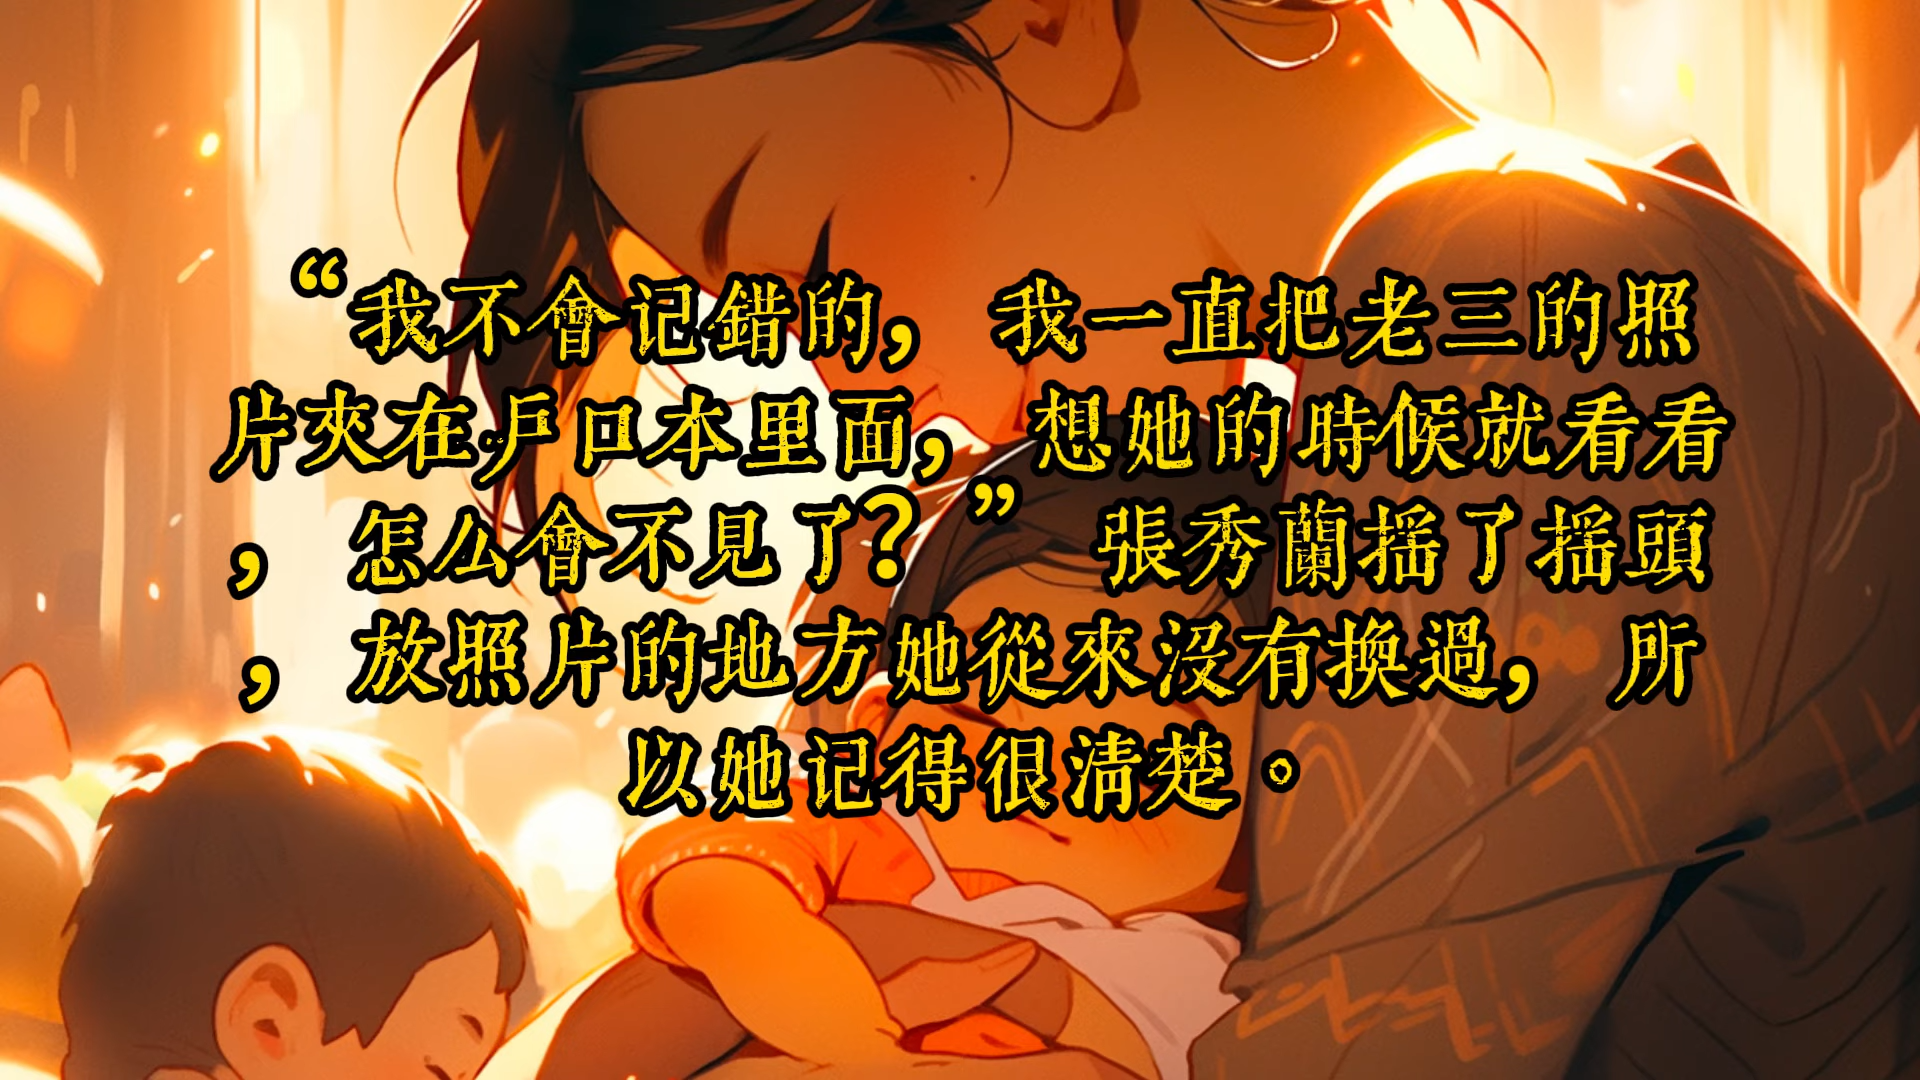 “我不會记錯的，我一直把老三的照
片夾在戶口本里面，想她的時候就看看
，怎么會不見了？”張秀蘭摇了摇頭
，放照片的地方她從來沒有換過，所
以她记得很清楚。